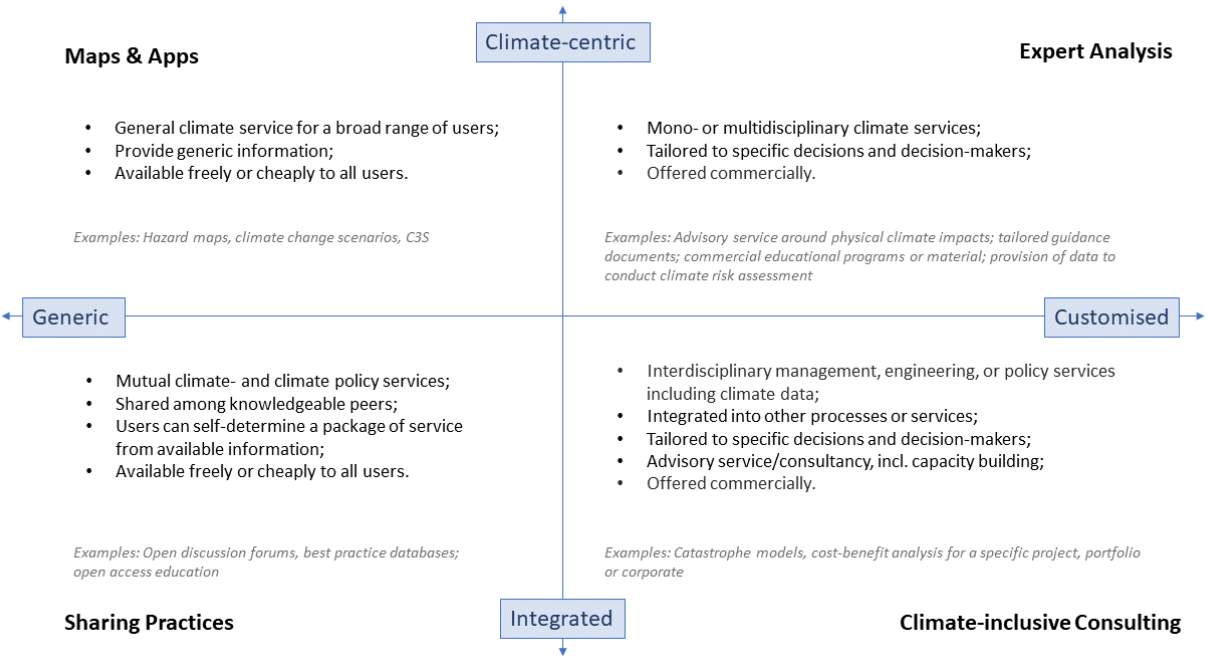 Climate-centric
Maps & Apps
Expert Analysis
• General climate service for a broad range of users;
• Provide generic information;
• Available freely or cheaply to all users.
• Mono- or multidisciplinary climate services;
• Tailored to specific decisions and decision-makers;
• Offered commercially.
Examples: Hazard maps, climate change scenarios, C3S
Examples: Advisory service around physical climate impacts; tailored guidance
documents; commercial educational programs or material; provision of data to
conduct climate risk assessment
Generic
Customised
• Mutual climate- and climate policy services;
• Shared among knowledgeable peers;
• Users can self-determine a package of service
from available information;
• Available freely or cheaply to all users.
• Interdisciplinary management, engineering, or policy services
including climate data;
• Integrated into other processes or services;
• Tailored to specific decisions and decision-makers;
• Advisory service/consultancy, incl. capacity building;
• Offered commercially.
Examples: Open discussion forums, best practice databases;
open access education
Examples: Catastrophe models, cost-benefit analysis for a specific project, portfolio
or corporate
Sharing Practices
Integrated
Climate-inclusive Consulting